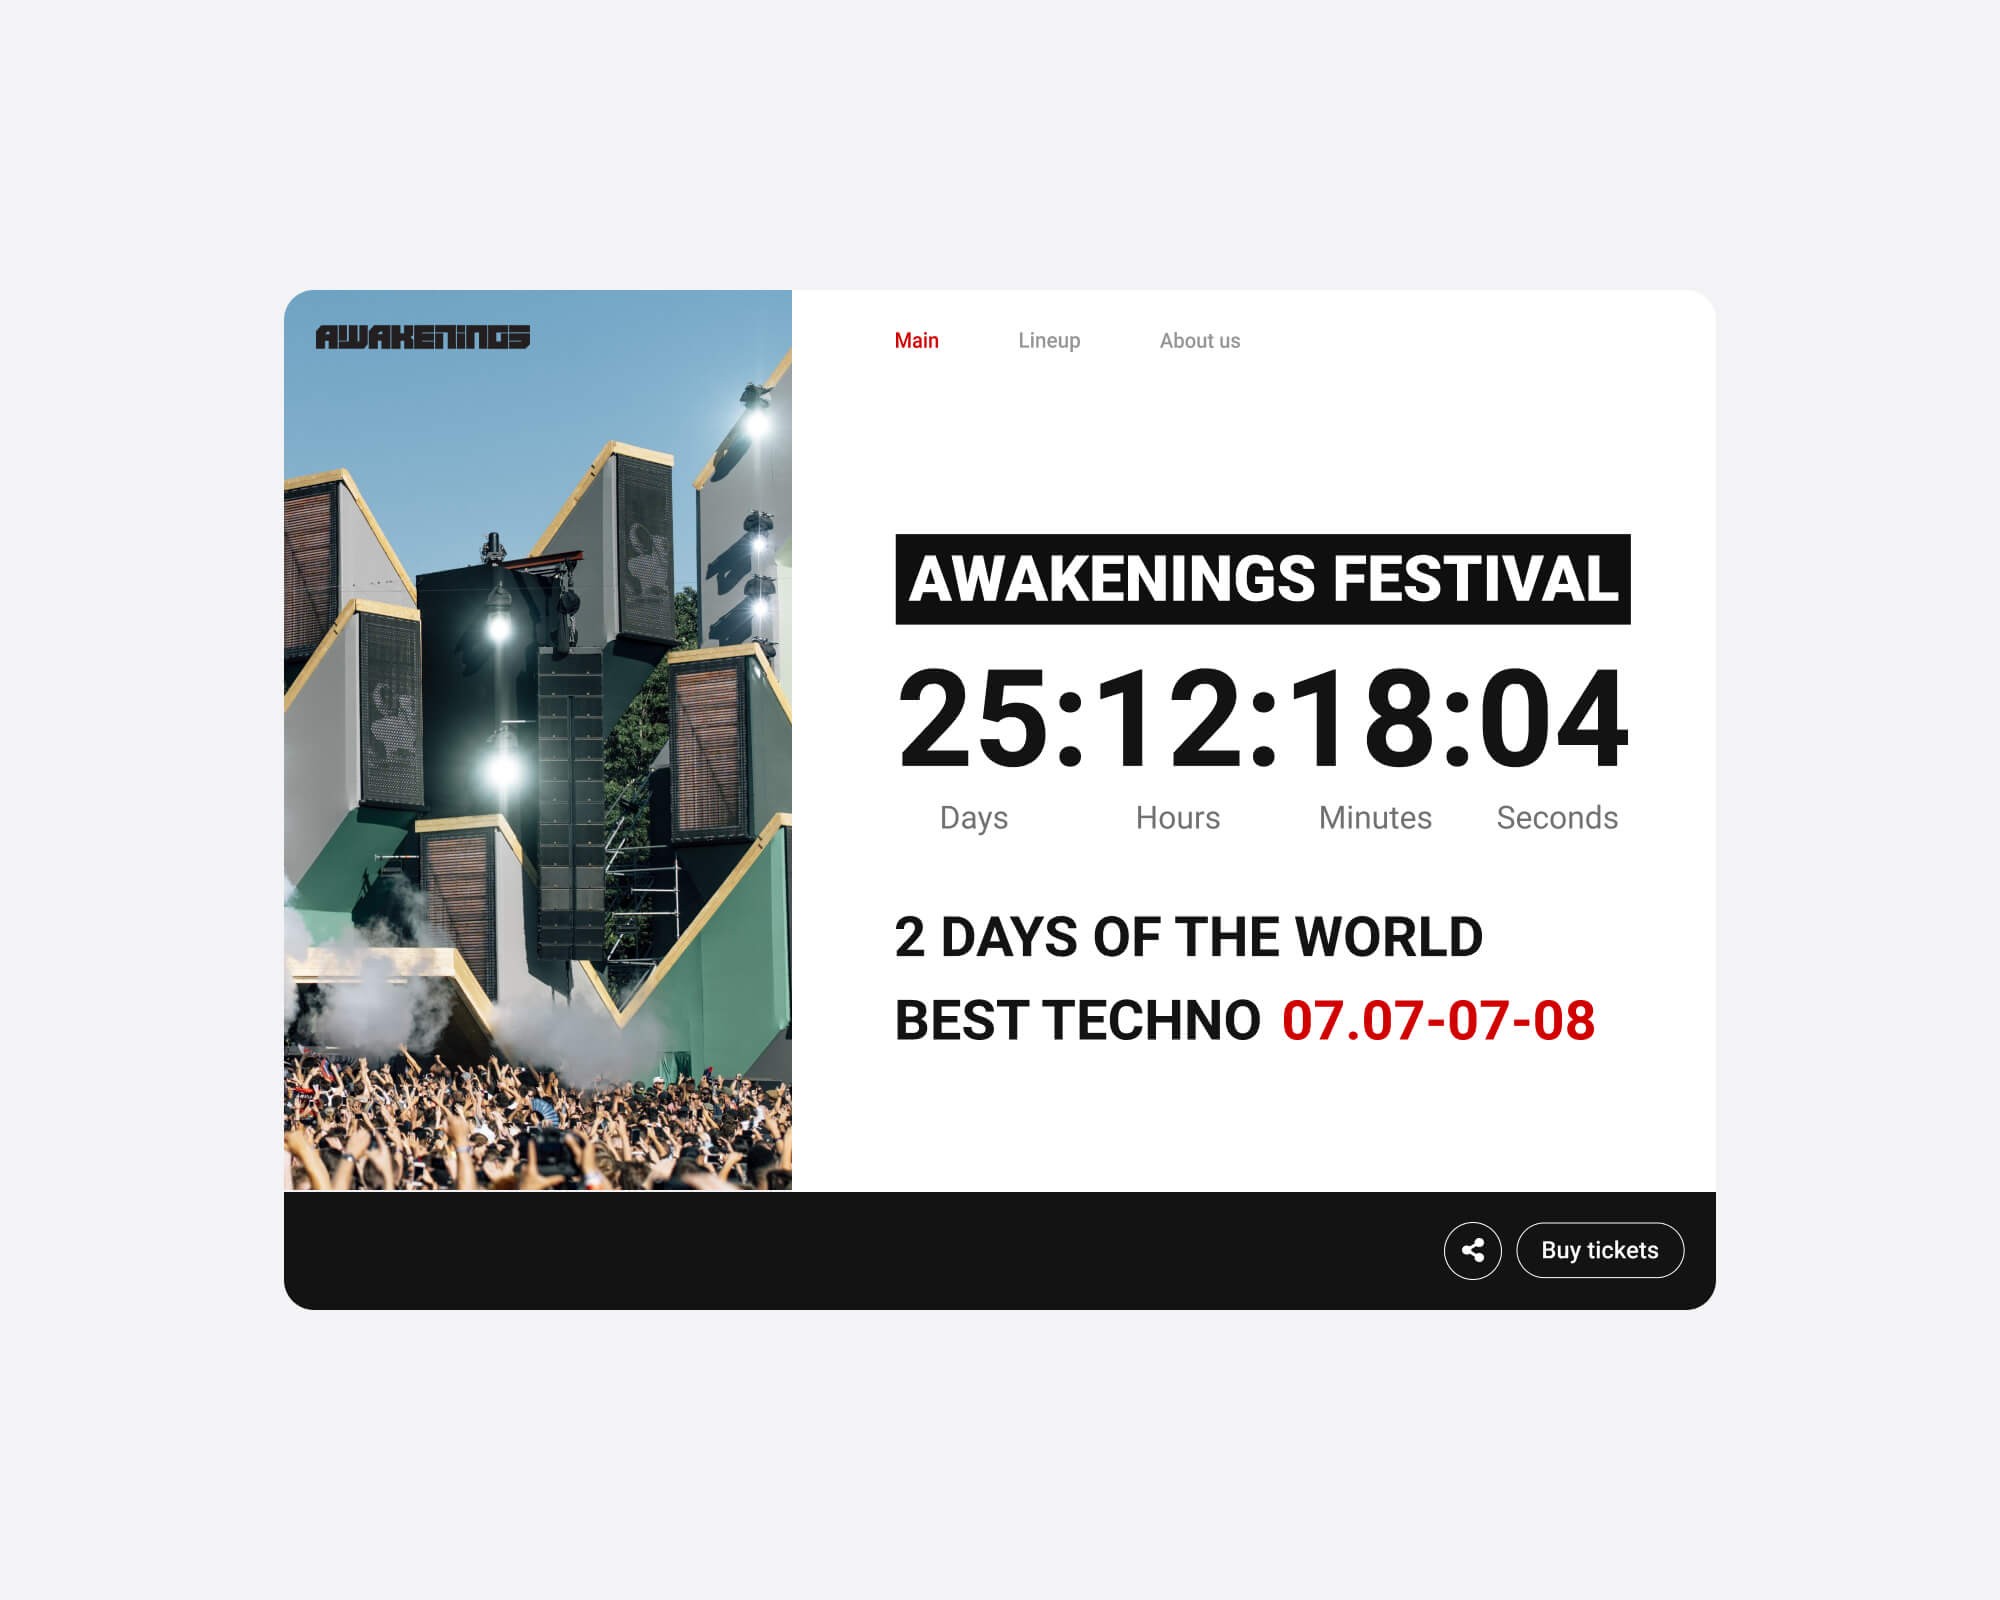 AWAKENINGS
Main Lineup About us
AWAKENINGS FESTIVAL
25:12:18:04
Days Hours Minutes Seconds
2 DAYS OF THE WORLD
BEST TECHNO 07.07-07-08
Buy tickets